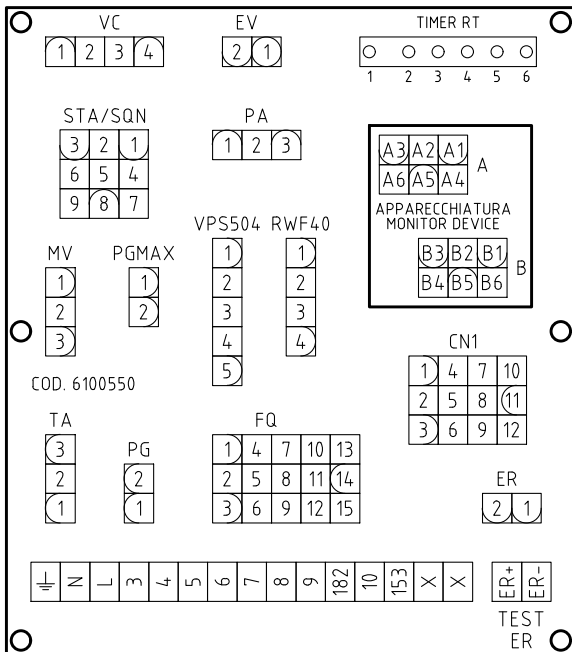 VC
1 2 3 4
EV
2 1
TIMER RT
1 2 3 4 5 6
STA/SQN
3 2 1
6 5 4
9 8 7
PA
1 2 3
A3 A2 A1
A6 A5 A4
A
APPARECCHIATURA
MONITOR DEVICE
B3 B2 B1
B4 B5 B6
B
MV
1
2
3
PGMAX
1
2
VPS504
1
2
3
4
5
RWF40
1
2
3
4
CN1
1 4 7 10
2 5 8 11
3 6 9 12
COD. 6100550
TA
3
2
1
PG
2
1
FQ
1 4 7 10 13
2 5 8 11 14
3 6 9 12 15
ER
2 1
N L 3 4 5 6 7 8 9 182 10 153 X X
ER+ ER-
TEST
ER